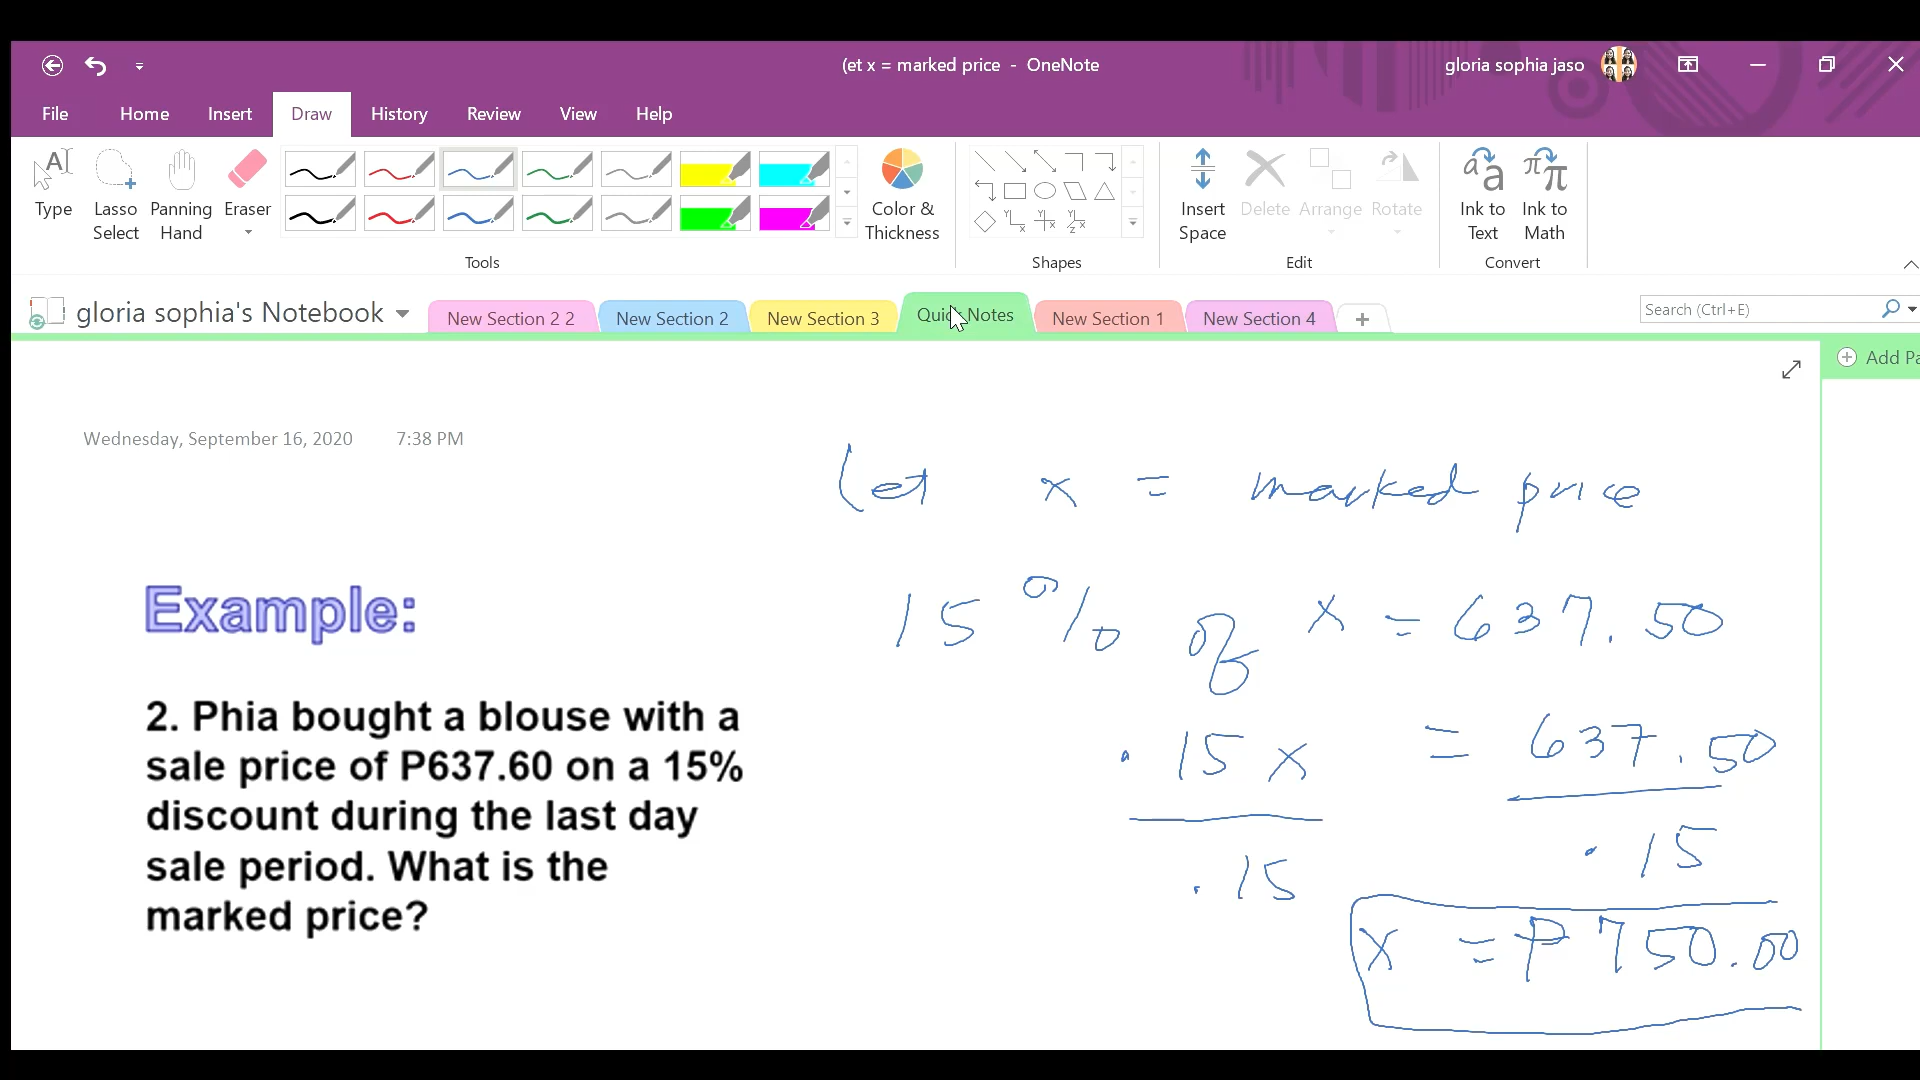 (et x = marked price - OneNote
gloria sophia jaso
File Home Insert Draw History Review View Help
Type
Lasso Select
Panning Hand
Eraser
Color & Thickness
Insert Space
Delete
Arrange
Rotate
Ink to Text
Ink to Math
Tools
Shapes
Edit
Convert
gloria sophia's Notebook
New Section 2 2
New Section 2
New Section 3
Quick Notes
New Section 1
New Section 4
Search (Ctrl+E)
Add Pa
Wednesday, September 16, 2020 7:38 PM
Let x = marked price
Example:
15 % of x = 637.50
2. Phia bought a blouse with a
sale price of P637.60 on a 15%
discount during the last day
sale period. What is the
marked price?
.15 x = 637.50
.15 .15
x = ₱ 750.00